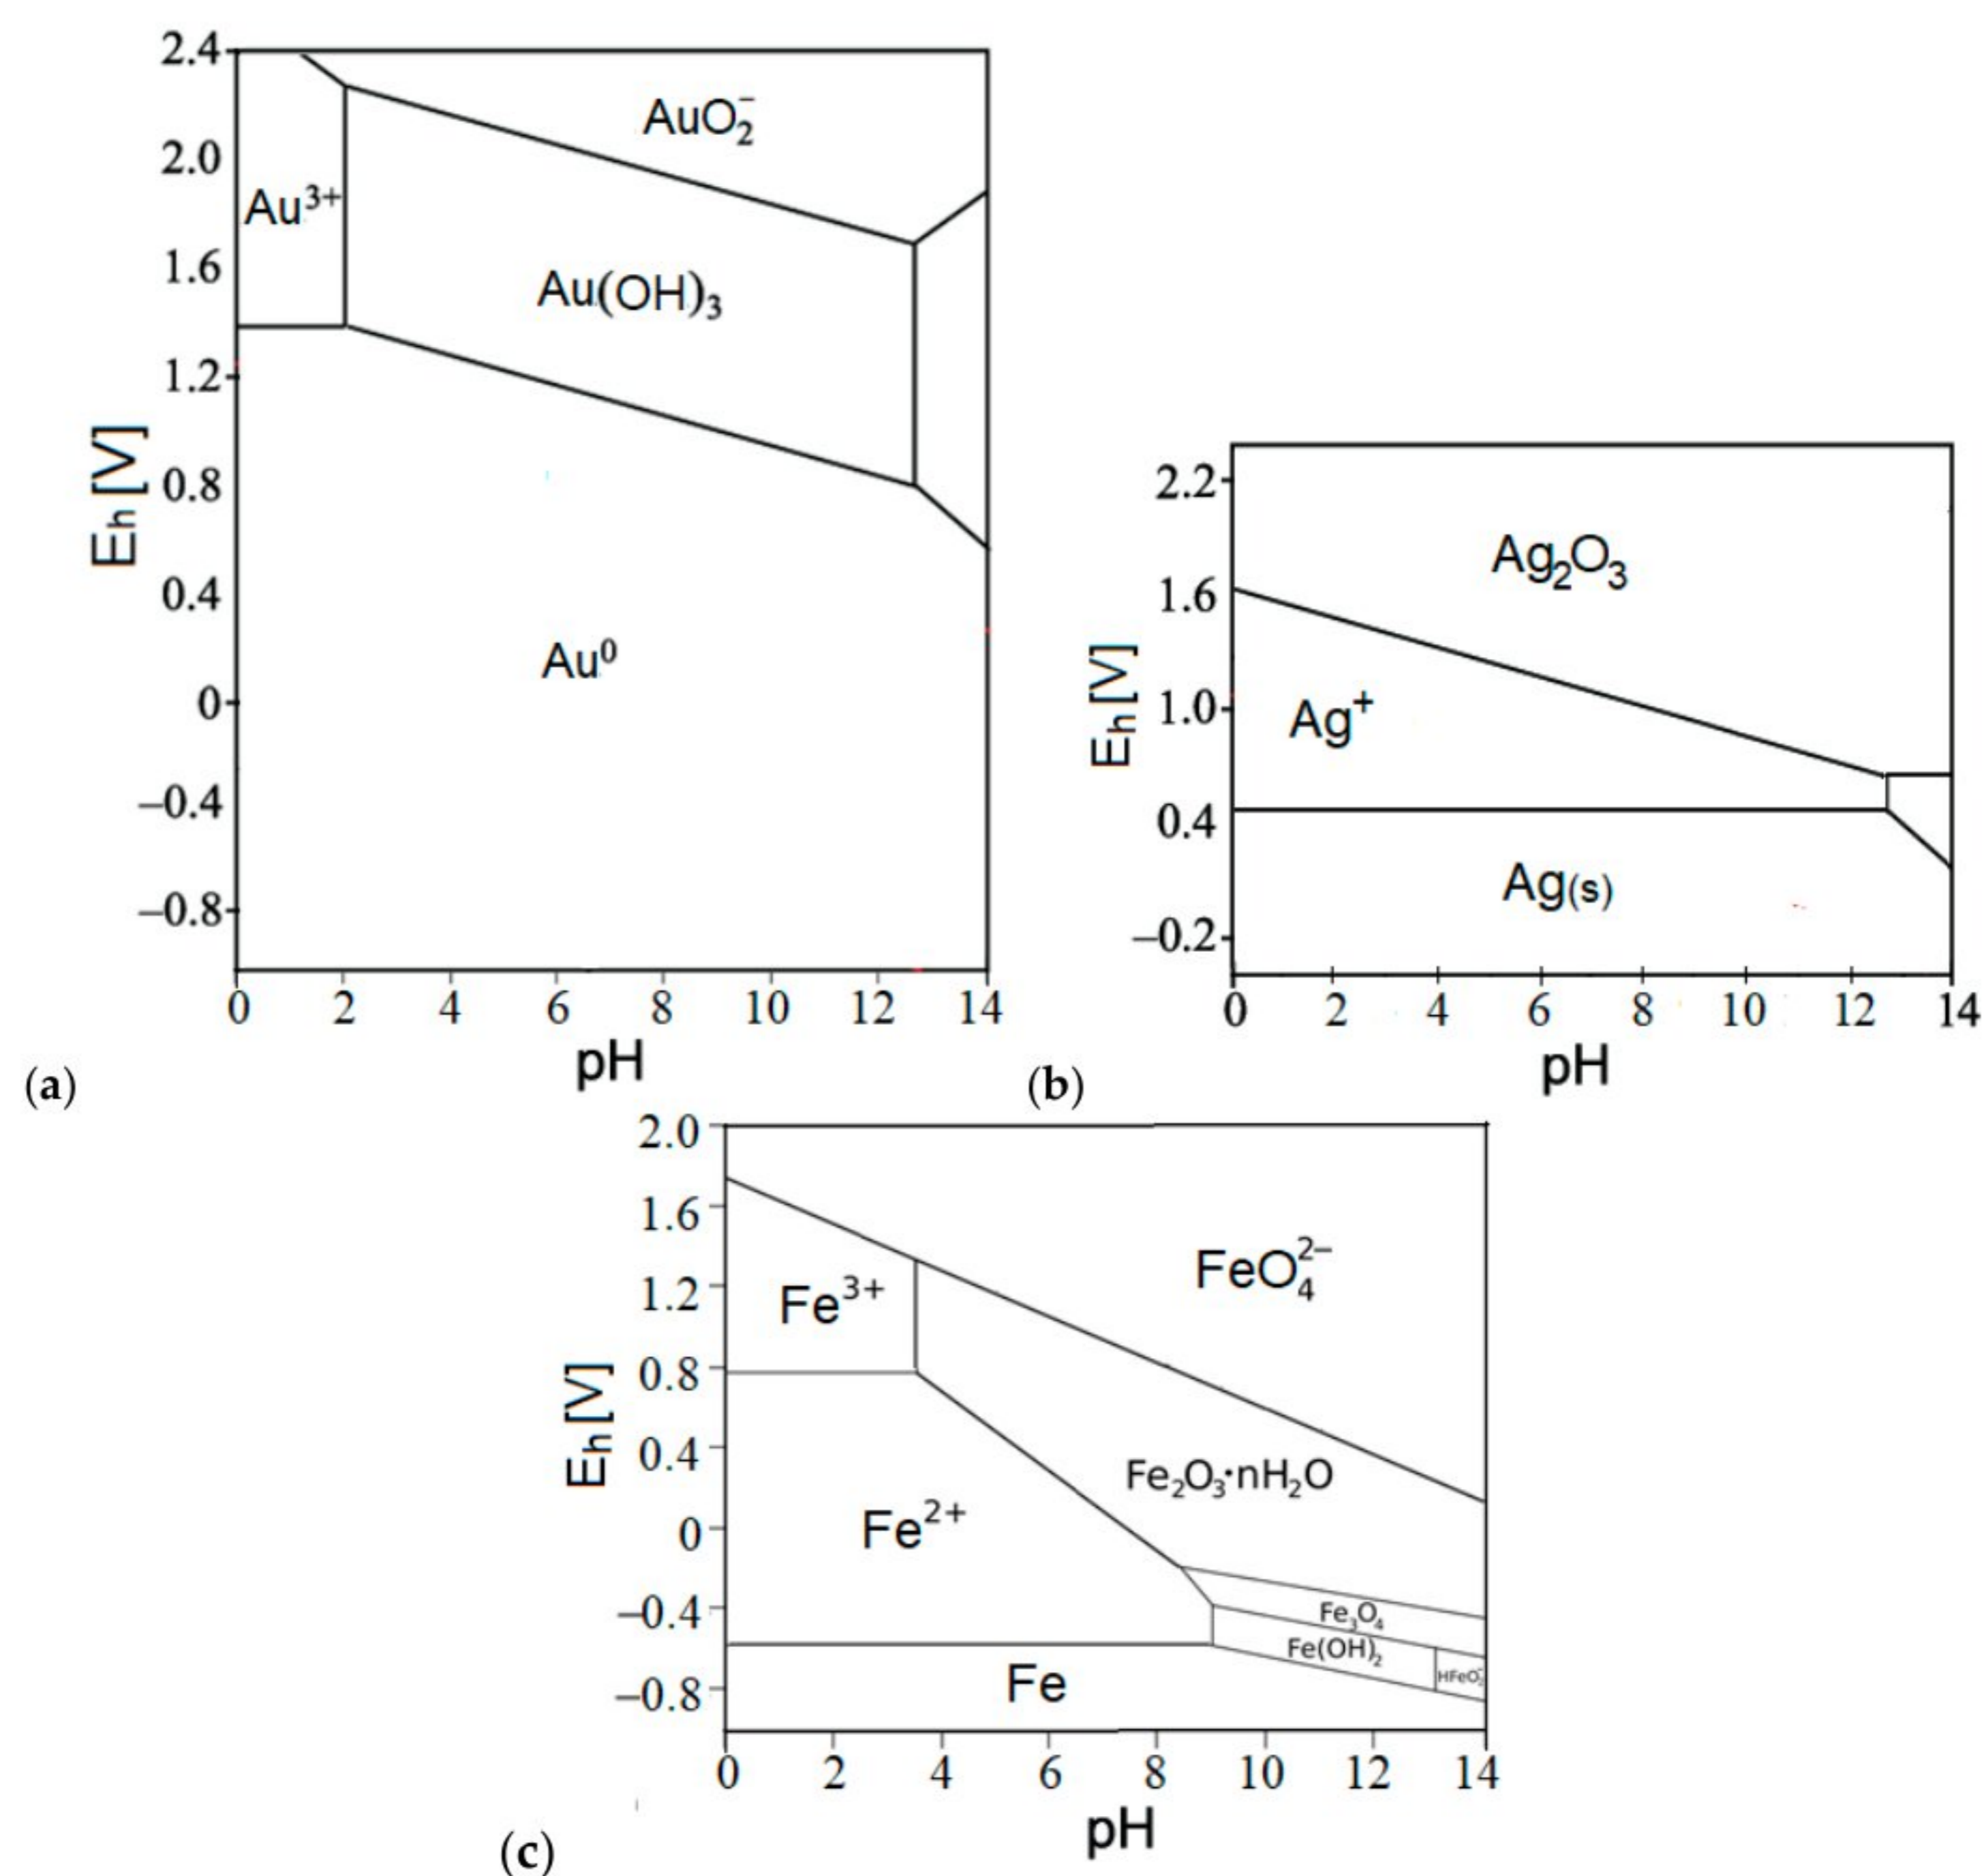 2.4
2.0
1.6
1.2
0.8
0.4
0
–0.4
–0.8
Eₕ [V]
AuO₂⁻
Au³⁺
Au(OH)₃
Au⁰
0 2 4 6 8 10 12 14
pH
(a)
2.2
1.6
1.0
0.4
–0.2
Eₕ [V]
Ag₂O₃
Ag⁺
Ag(s)
0 2 4 6 8 10 12 14
pH
(b)
2.0
1.6
1.2
0.8
0.4
0
–0.4
–0.8
Eₕ [V]
FeO₄²⁻
Fe³⁺
Fe₂O₃·nH₂O
Fe²⁺
Fe₃O₄
Fe(OH)₂
HFeO₂⁻
Fe
0 2 4 6 8 10 12 14
pH
(c)